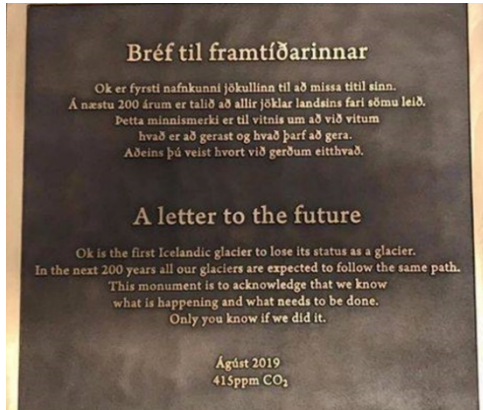 Bréf til framtíðarinnar
Ok er fyrsti nafnkunni jökullinn til að missa titil sinn.
Á næstu 200 árum er talið að allir jöklar landsins fari sömu leið.
Þetta minnismerki er til vitnis um að við vitum
hvað er að gerast og hvað þarf að gera.
Aðeins þú veist hvort við gerðum eitthvað.
A letter to the future
Ok is the first Icelandic glacier to lose its status as a glacier.
In the next 200 years all our glaciers are expected to follow the same path.
This monument is to acknowledge that we know
what is happening and what needs to be done.
Only you know if we did it.
Ágúst 2019
415ppm CO₂